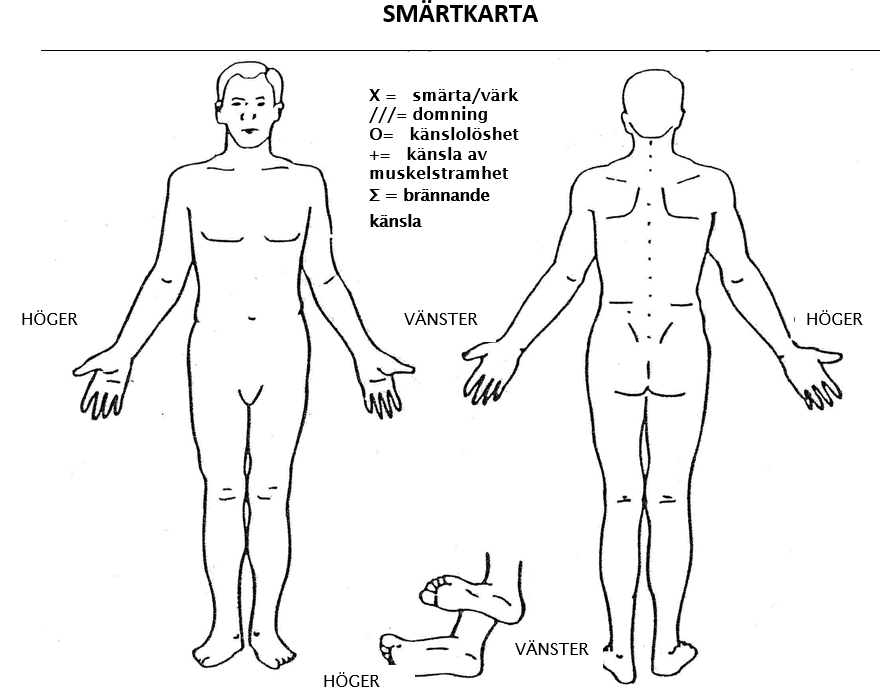 SMÄRTKARTA
X = smärta/värk
///= domning
O= känslolöshet
+= känsla av
muskelstramhet
Σ = brännande
känsla
HÖGER
VÄNSTER
HÖGER
VÄNSTER
HÖGER